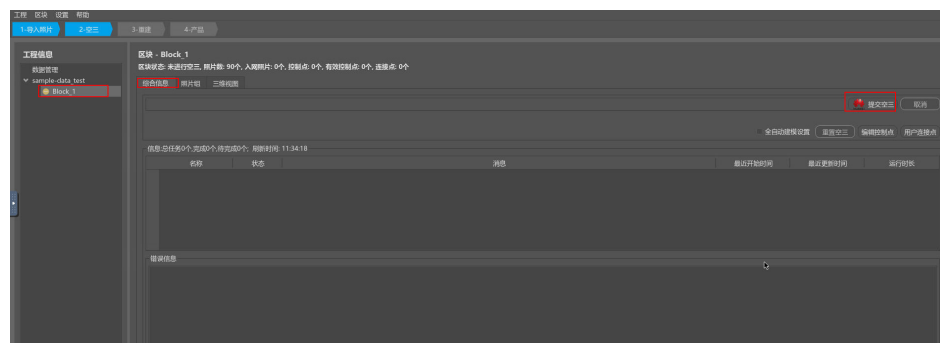 工程 区块 设置 帮助
1-导入照片 2-空三 3-重建 4-产品
工程信息
数据管理
sample-data_test
Block_1
区块 - Block_1
区块状态: 未进行空三, 照片数: 90个, 入网照片: 0个, 控制点: 0个, 有效控制点: 0个, 连接点: 0个
综合信息 照片组 三维视图
提交空三 取消
全自动建模设置 重置空三 编辑控制点 用户连接点
信息:总任务0个,完成0个,待完成0个; 刷新时间: 11:34:18
名称 状态 消息 最近开始时间 最近更新时间 运行时长
错误信息